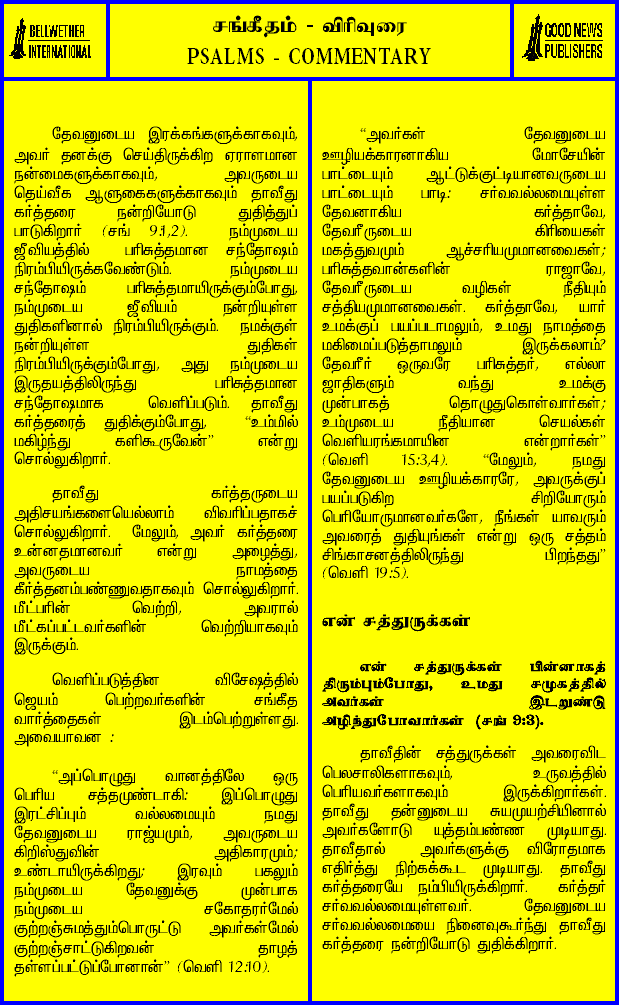 BELLWETHER
INTERNATIONAL
சங்கீதம் - விரிவுரை
PSALMS - COMMENTARY
GOOD NEWS
PUBLISHERS
தேவனுடைய இரக்கங்களுக்காகவும்,
அவர் தனக்கு செய்திருக்கிற ஏராளமான
நன்மைகளுக்காகவும், அவருடைய
தெய்வீக ஆளுகைகளுக்காகவும் தாவீது
கர்த்தரை நன்றியோடு துதித்துப்
பாடுகிறார் (சங் 9:1,2). நம்முடைய
ஜீவியத்தில் பரிசுத்தமான சந்தோஷம்
நிரம்பியிருக்கவேண்டும். நம்முடைய
சந்தோஷம் பரிசுத்தமாயிருக்கும்போது,
நம்முடைய ஜீவியம் நன்றியுள்ள
துதிகளினால் நிரம்பியிருக்கும். நமக்குள்
நன்றியுள்ள துதிகள்
நிரம்பியிருக்கும்போது, அது நம்முடைய
இருதயத்திலிருந்து பரிசுத்தமான
சந்தோஷமாக வெளிப்படும். தாவீது
கர்த்தரைத் துதிக்கும்போது, “உம்மில்
மகிழ்ந்து களிகூருவேன்” என்று
சொல்லுகிறார்.
தாவீது கர்த்தருடைய
அதிசயங்களையெல்லாம் விவரிப்பதாகச்
சொல்லுகிறார். மேலும், அவர் கர்த்தரை
உன்னதமானவர் என்று அழைத்து,
அவருடைய நாமத்தை
கீர்த்தனம்பண்ணுவதாகவும் சொல்லுகிறார்.
மீட்பரின் வெற்றி, அவரால்
மீட்கப்பட்டவர்களின் வெற்றியாகவும்
இருக்கும்.
வெளிப்படுத்தின விசேஷத்தில்
ஜெயம் பெற்றவர்களின் சங்கீத
வார்த்தைகள் இடம்பெற்றுள்ளது.
அவையாவன :
“அப்பொழுது வானத்திலே ஒரு
பெரிய சத்தமுண்டாகி: இப்பொழுது
இரட்சிப்பும் வல்லமையும் நமது
தேவனுடைய ராஜ்யமும், அவருடைய
கிறிஸ்துவின் அதிகாரமும்;
உண்டாயிருக்கிறது; இரவும் பகலும்
நம்முடைய தேவனுக்கு முன்பாக
நம்முடைய சகோதரர்மேல்
குற்றஞ்சுமத்தும்பொருட்டு அவர்கள்மேல்
குற்றஞ்சாட்டுகிறவன் தாழத்
தள்ளப்பட்டுப்போனான்” (வெளி 12:10).
“அவர்கள் தேவனுடைய
ஊழியக்காரனாகிய மோசேயின்
பாட்டையும் ஆட்டுக்குட்டியானவருடைய
பாட்டையும் பாடி: சர்வவல்லமையுள்ள
தேவனாகிய கர்த்தாவே,
தேவரீருடைய கிரியைகள்
மகத்துவமும் ஆச்சரியமுமானவைகள்;
பரிசுத்தவான்களின் ராஜாவே,
தேவரீருடைய வழிகள் நீதியும்
சத்தியமுமானவைகள். கர்த்தாவே, யார்
உமக்குப் பயப்படாமலும், உமது நாமத்தை
மகிமைப்படுத்தாமலும் இருக்கலாம்?
தேவரீர் ஒருவரே பரிசுத்தர், எல்லா
ஜாதிகளும் வந்து உமக்கு
முன்பாகத் தொழுதுகொள்வார்கள்;
உம்முடைய நீதியான செயல்கள்
வெளியரங்கமாயின என்றார்கள்”
(வெளி 15:3,4). “மேலும், நமது
தேவனுடைய ஊழியக்காரரே, அவருக்குப்
பயப்படுகிற சிறியோரும்
பெரியோருமானவர்களே, நீங்கள் யாவரும்
அவரைத் துதியுங்கள் என்று ஒரு சத்தம்
சிங்காசனத்திலிருந்து பிறந்தது”
(வெளி 19:5).
என் சத்துருக்கள்
என் சத்துருக்கள் பின்னாகத்
திரும்பும்போது, உமது சமுகத்தில்
அவர்கள் இடறுண்டு
அழிந்துபோவார்கள் (சங் 9:3).
தாவீதின் சத்துருக்கள் அவரைவிட
பெலசாலிகளாகவும், உருவத்தில்
பெரியவர்களாகவும் இருக்கிறார்கள்.
தாவீது தன்னுடைய சுயமுயற்சியினால்
அவர்களோடு யுத்தம்பண்ண முடியாது.
தாவீதால் அவர்களுக்கு விரோதமாக
எதிர்த்து நிற்கக்கூட முடியாது. தாவீது
கர்த்தரையே நம்பியிருக்கிறார். கர்த்தர்
சர்வவல்லமையுள்ளவர். தேவனுடைய
சர்வவல்லமையை நினைவுகூர்ந்து தாவீது
கர்த்தரை நன்றியோடு துதிக்கிறார்.